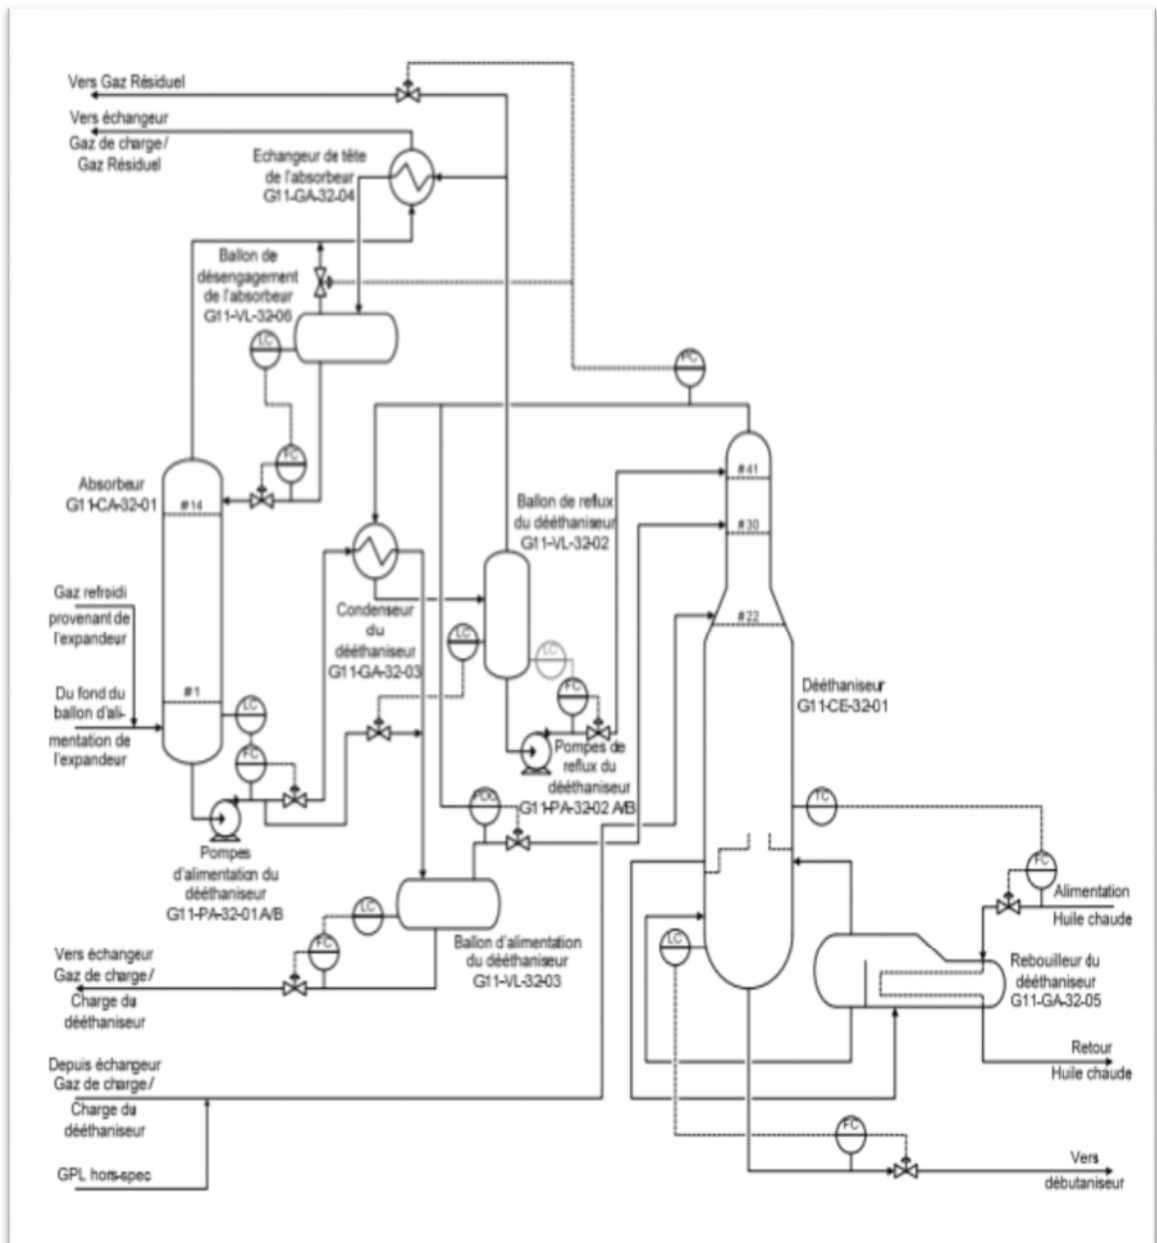 Vers Gaz Résiduel
Vers échangeur
Gaz de charge /
Gaz Résiduel
Echangeur de tête
de l'absorbeur
G11-GA-32-04
Ballon de
désengagement
de l'absorbeur
G11-VL-32-06
LC
PC
FC
Absorbeur
G11-CA-32-01
#14
#41
Ballon de reflux
du dééthaniseur
G11-VL-32-02
#30
Gaz refroidi
provenant de
l'expandeur
Condenseur
du
dééthaniseur
G11-GA-32-03
#22
LC
LC
Du fond du
ballon d'ali-
mentation de
l'expandeur
#1
LC
FC
FC
Dééthaniseur
G11-CE-32-01
Pompes de
reflux du
dééthaniseur
G11-PA-32-02 A/B
TC
Pompes
d'alimentation du
dééthaniseur
G11-PA-32-01A/B
FC
Alimentation
Huile chaude
LC
FC
Ballon d'alimentation
du dééthaniseur
G11-VL-32-03
LC
Rebouilleur du
dééthaniseur
G11-GA-32-05
Vers échangeur
Gaz de charge /
Charge du
dééthaniseur
Retour
Huile chaude
Depuis échangeur
Gaz de charge /
Charge du
dééthaniseur
FC
GPL hors-spec
Vers
débutaniseur